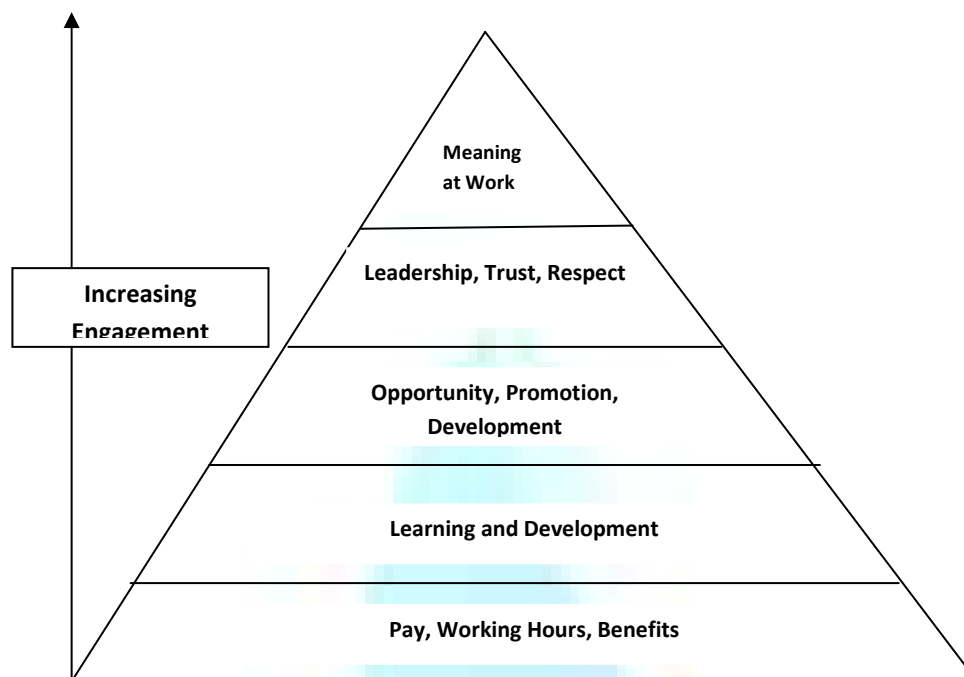 Meaning
at Work
Leadership, Trust, Respect
Increasing
Engagement
Opportunity, Promotion,
Development
Learning and Development
Pay, Working Hours, Benefits